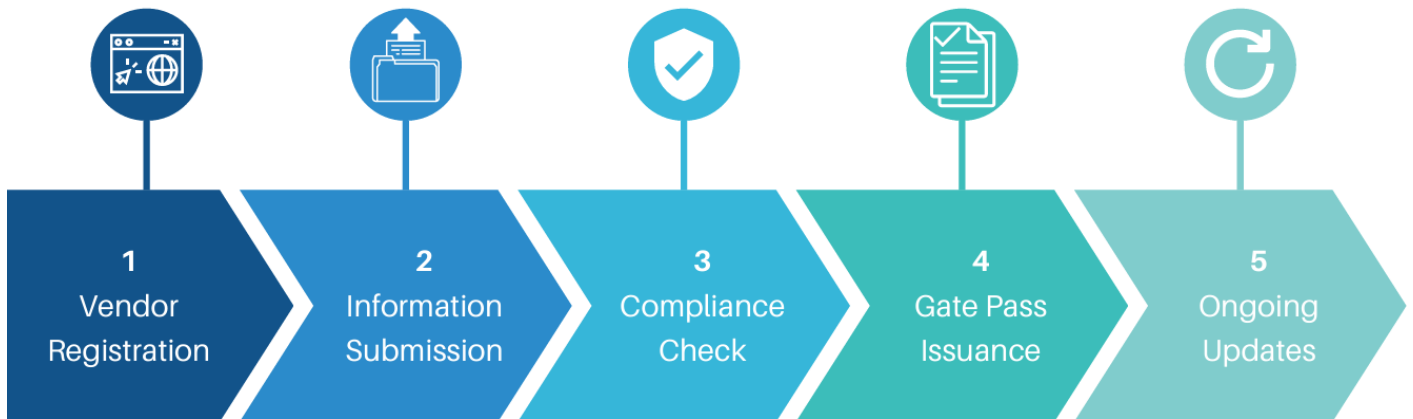 1
Vendor
Registration
2
Information
Submission
3
Compliance
Check
4
Gate Pass
Issuance
5
Ongoing
Updates